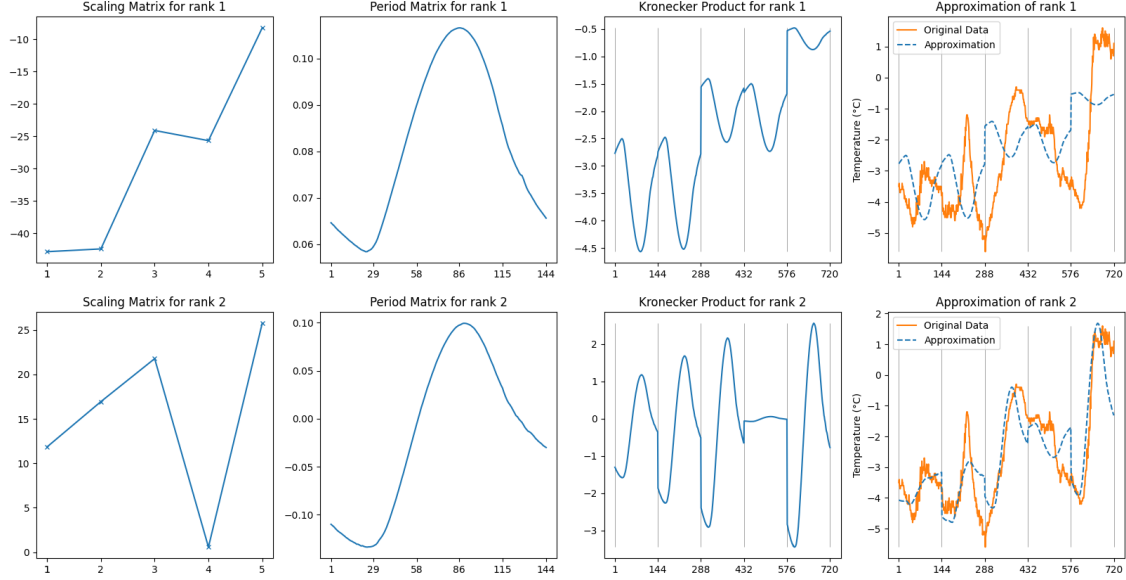 Scaling Matrix for rank 1
−10
−15
−20
−25
−30
−35
−40
1 2 3 4 5
Period Matrix for rank 1
0.10
0.09
0.08
0.07
0.06
1 29 58 86 115 144
Kronecker Product for rank 1
−0.5
−1.0
−1.5
−2.0
−2.5
−3.0
−3.5
−4.0
−4.5
1 144 288 432 576 720
Approximation of rank 1
Original Data
Approximation
Temperature (°C)
1
0
−1
−2
−3
−4
−5
1 144 288 432 576 720
Scaling Matrix for rank 2
25
20
15
10
5
0
1 2 3 4 5
Period Matrix for rank 2
0.10
0.05
0.00
−0.05
−0.10
1 29 58 86 115 144
Kronecker Product for rank 2
2
1
0
−1
−2
−3
1 144 288 432 576 720
Approximation of rank 2
Original Data
Approximation
Temperature (°C)
2
1
0
−1
−2
−3
−4
−5
1 144 288 432 576 720